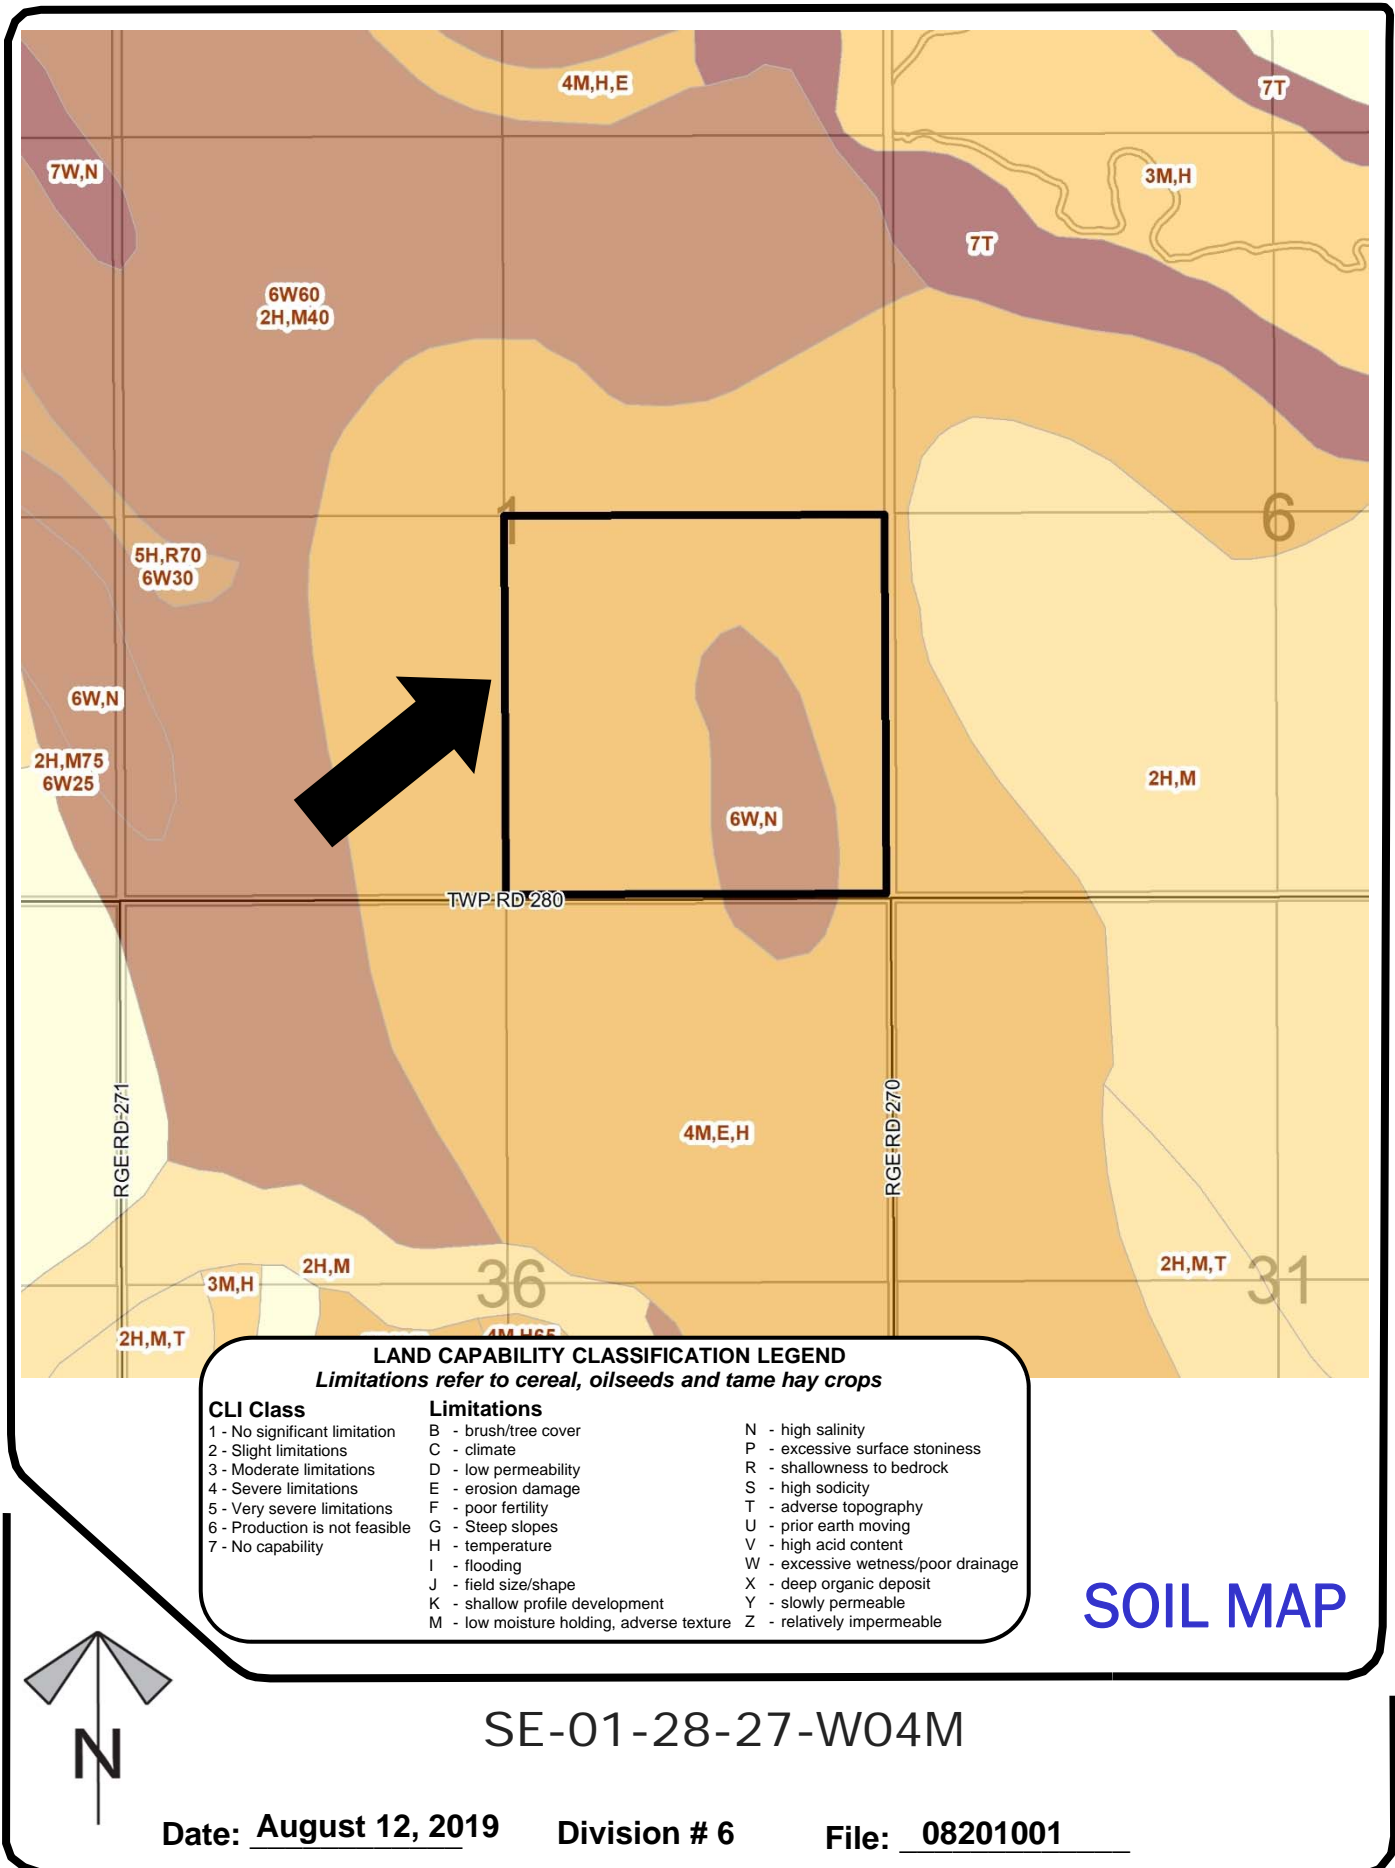 4M,H,E
7T
7W,N
3M,H
7T
6W60
2H,M40
1
6
5H,R70
6W30
6W,N
2H,M75
6W25
2H,M
6W,N
TWP RD 280
RGE RD 271
RGE RD 270
4M,E,H
2H,M
2H,M,T
3M,H
36
31
2H,M,T
4M,H65
LAND CAPABILITY CLASSIFICATION LEGEND
Limitations refer to cereal, oilseeds and tame hay crops
CLI Class
1 - No significant limitation
2 - Slight limitations
3 - Moderate limitations
4 - Severe limitations
5 - Very severe limitations
6 - Production is not feasible
7 - No capability
Limitations
B - brush/tree cover
C - climate
D - low permeability
E - erosion damage
F - poor fertility
G - Steep slopes
H - temperature
I - flooding
J - field size/shape
K - shallow profile development
M - low moisture holding, adverse texture
N - high salinity
P - excessive surface stoniness
R - shallowness to bedrock
S - high sodicity
T - adverse topography
U - prior earth moving
V - high acid content
W - excessive wetness/poor drainage
X - deep organic deposit
Y - slowly permeable
Z - relatively impermeable
SOIL MAP
N
SE-01-28-27-W04M
Date: August 12, 2019 Division # 6 File: 08201001